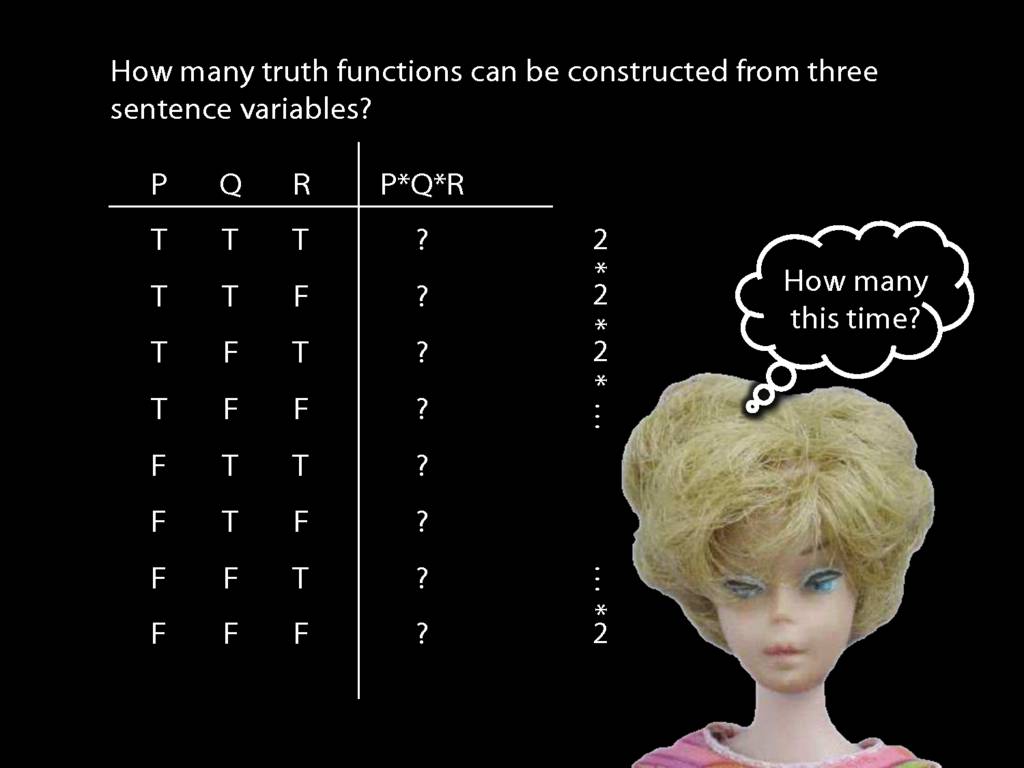 How many truth functions can be constructed from three
sentence variables?
P Q R P*Q*R
T T T ? 2
*
T T F ? 2
*
T F T ? 2
*
T F F ? ...
F T T ?
F T F ?
F F T ? ...
*
F F F ? 2
How many
this time?